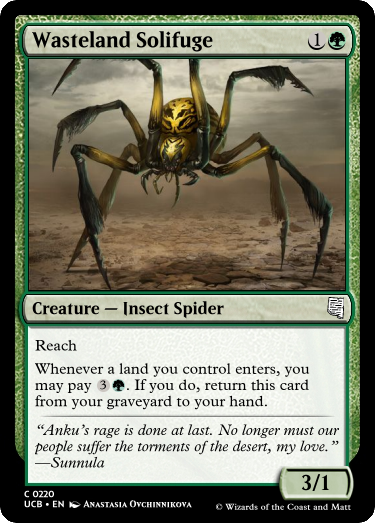 Wasteland Solifuge 1
Creature — Insect Spider
Reach
Whenever a land you control enters, you
may pay 3. If you do, return this card
from your graveyard to your hand.
“Anku’s rage is done at last. No longer must our
people suffer the torments of the desert, my love.”
—Sunnula
3/1
C 0220
UCB • EN Anastasia Ovchinnikova
© Wizards of the Coast and Matt